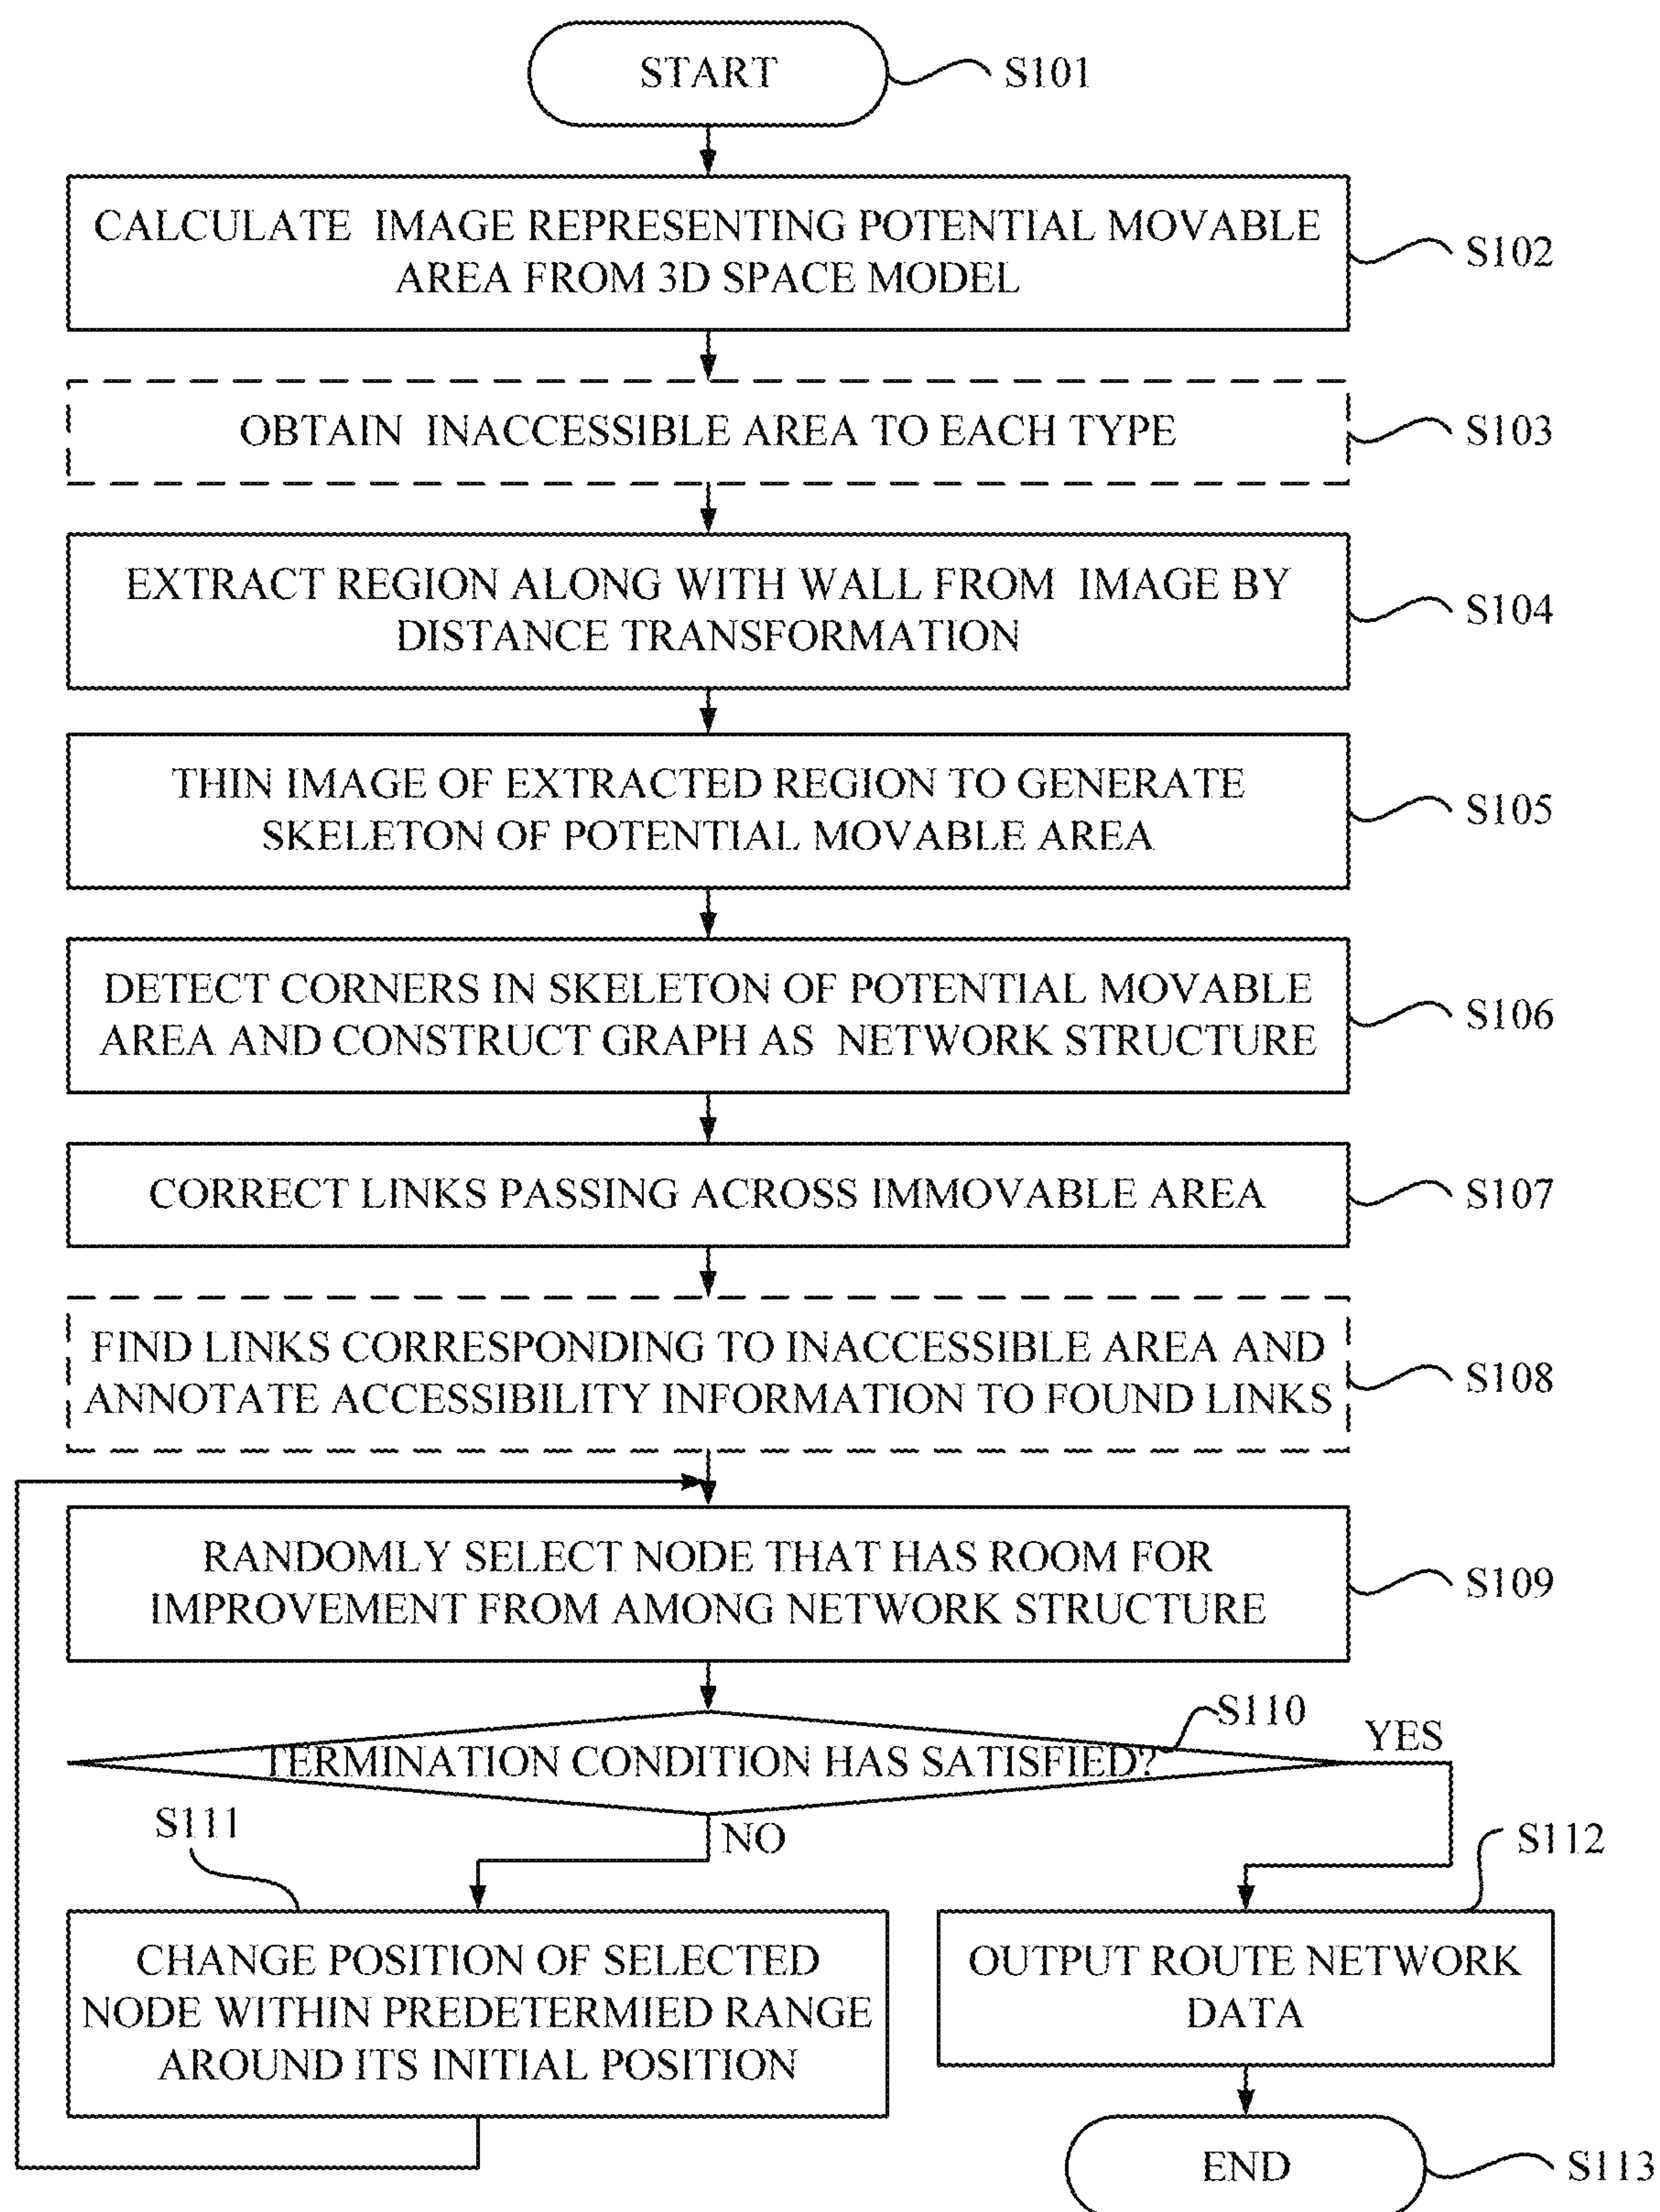 START
S101
CALCULATE IMAGE REPRESENTING POTENTIAL MOVABLE
AREA FROM 3D SPACE MODEL
S102
OBTAIN INACCESSIBLE AREA TO EACH TYPE
S103
EXTRACT REGION ALONG WITH WALL FROM IMAGE BY
DISTANCE TRANSFORMATION
S104
THIN IMAGE OF EXTRACTED REGION TO GENERATE
SKELETON OF POTENTIAL MOVABLE AREA
S105
DETECT CORNERS IN SKELETON OF POTENTIAL MOVABLE
AREA AND CONSTRUCT GRAPH AS NETWORK STRUCTURE
S106
CORRECT LINKS PASSING ACROSS IMMOVABLE AREA
S107
FIND LINKS CORRESPONDING TO INACCESSIBLE AREA AND
ANNOTATE ACCESSIBILITY INFORMATION TO FOUND LINKS
S108
RANDOMLY SELECT NODE THAT HAS ROOM FOR
IMPROVEMENT FROM AMONG NETWORK STRUCTURE
S109
S110
TERMINATION CONDITION HAS SATISFIED?
YES
NO
S111
CHANGE POSITION OF SELECTED
NODE WITHIN PREDETERMIED RANGE
AROUND ITS INITIAL POSITION
S112
OUTPUT ROUTE NETWORK
DATA
END
S113